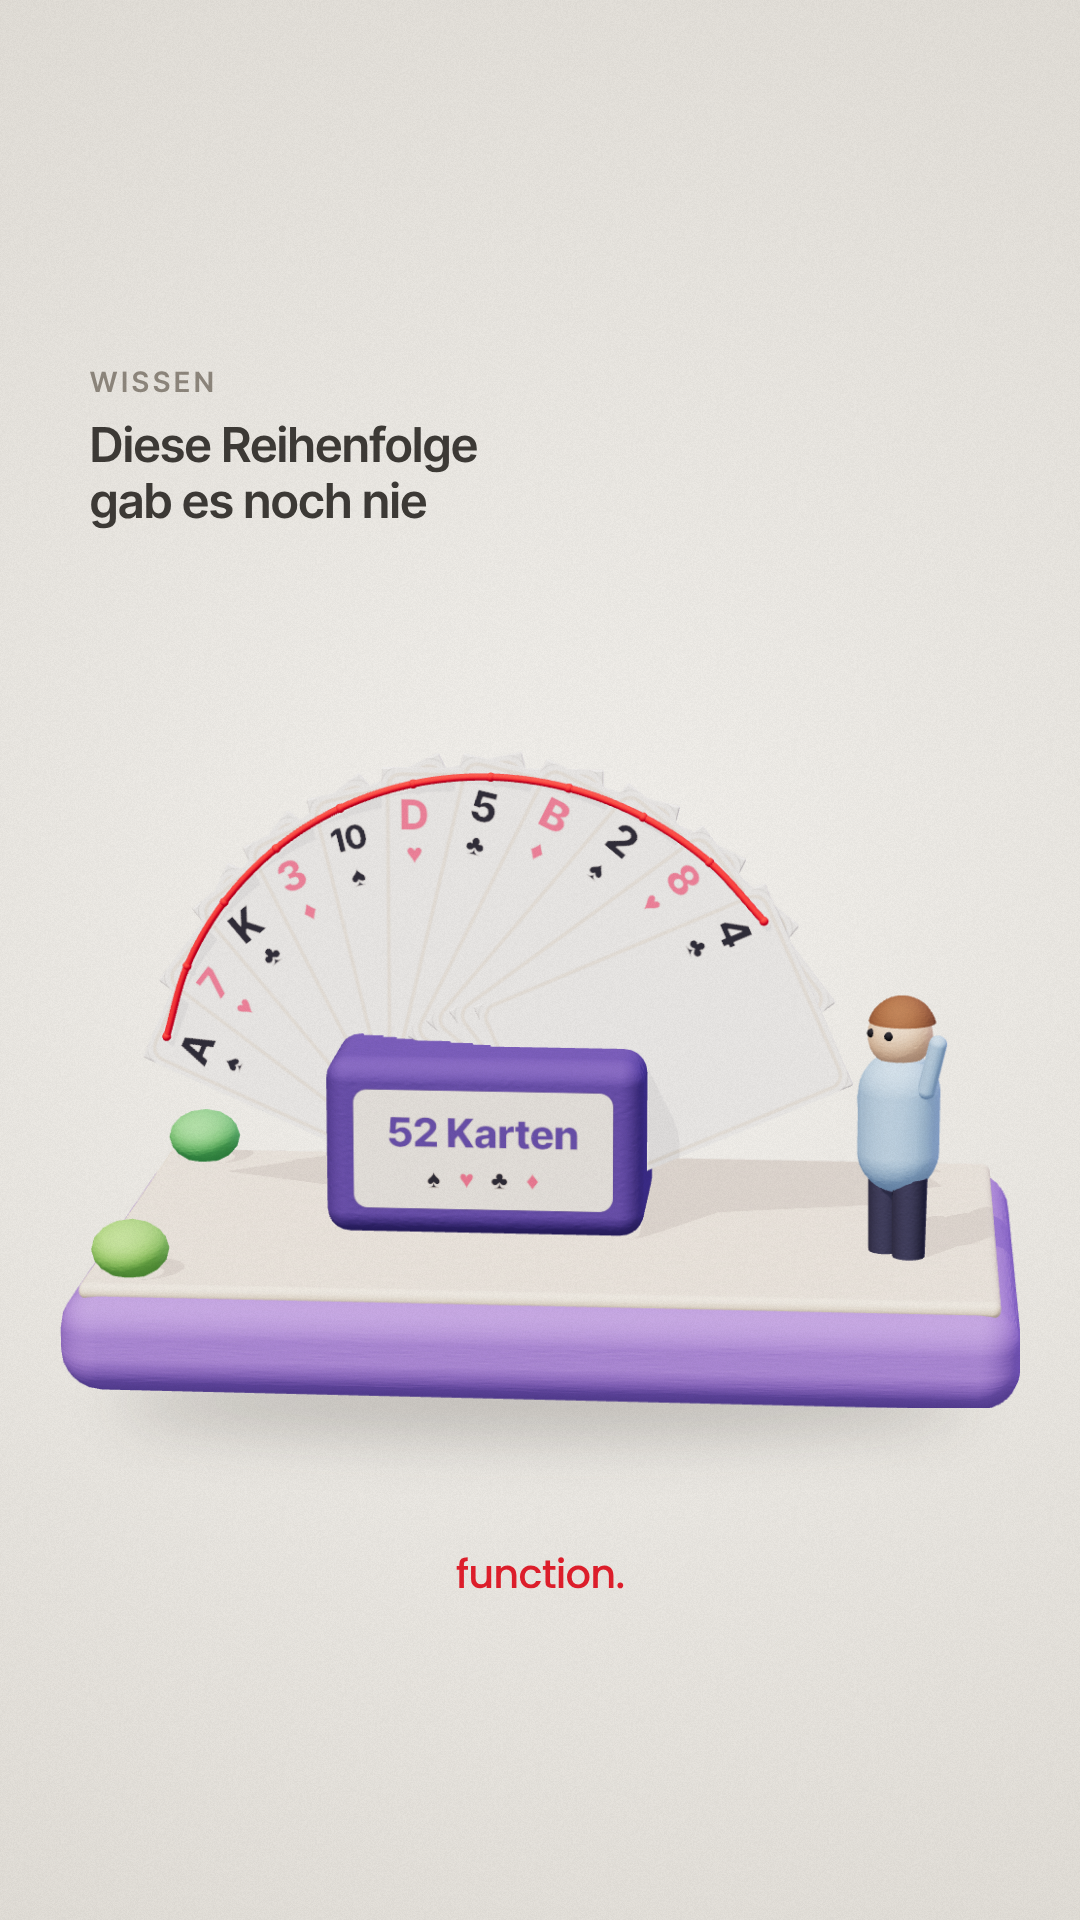 WISSEN
Diese Reihenfolge
gab es noch nie
A ♠
7 ♥
K ♣
3 ♦
10 ♠
D ♥
5 ♣
B ♦
2 ♠
8 ♥
4 ♣
52 Karten
♠ ♥ ♣ ♦
function.